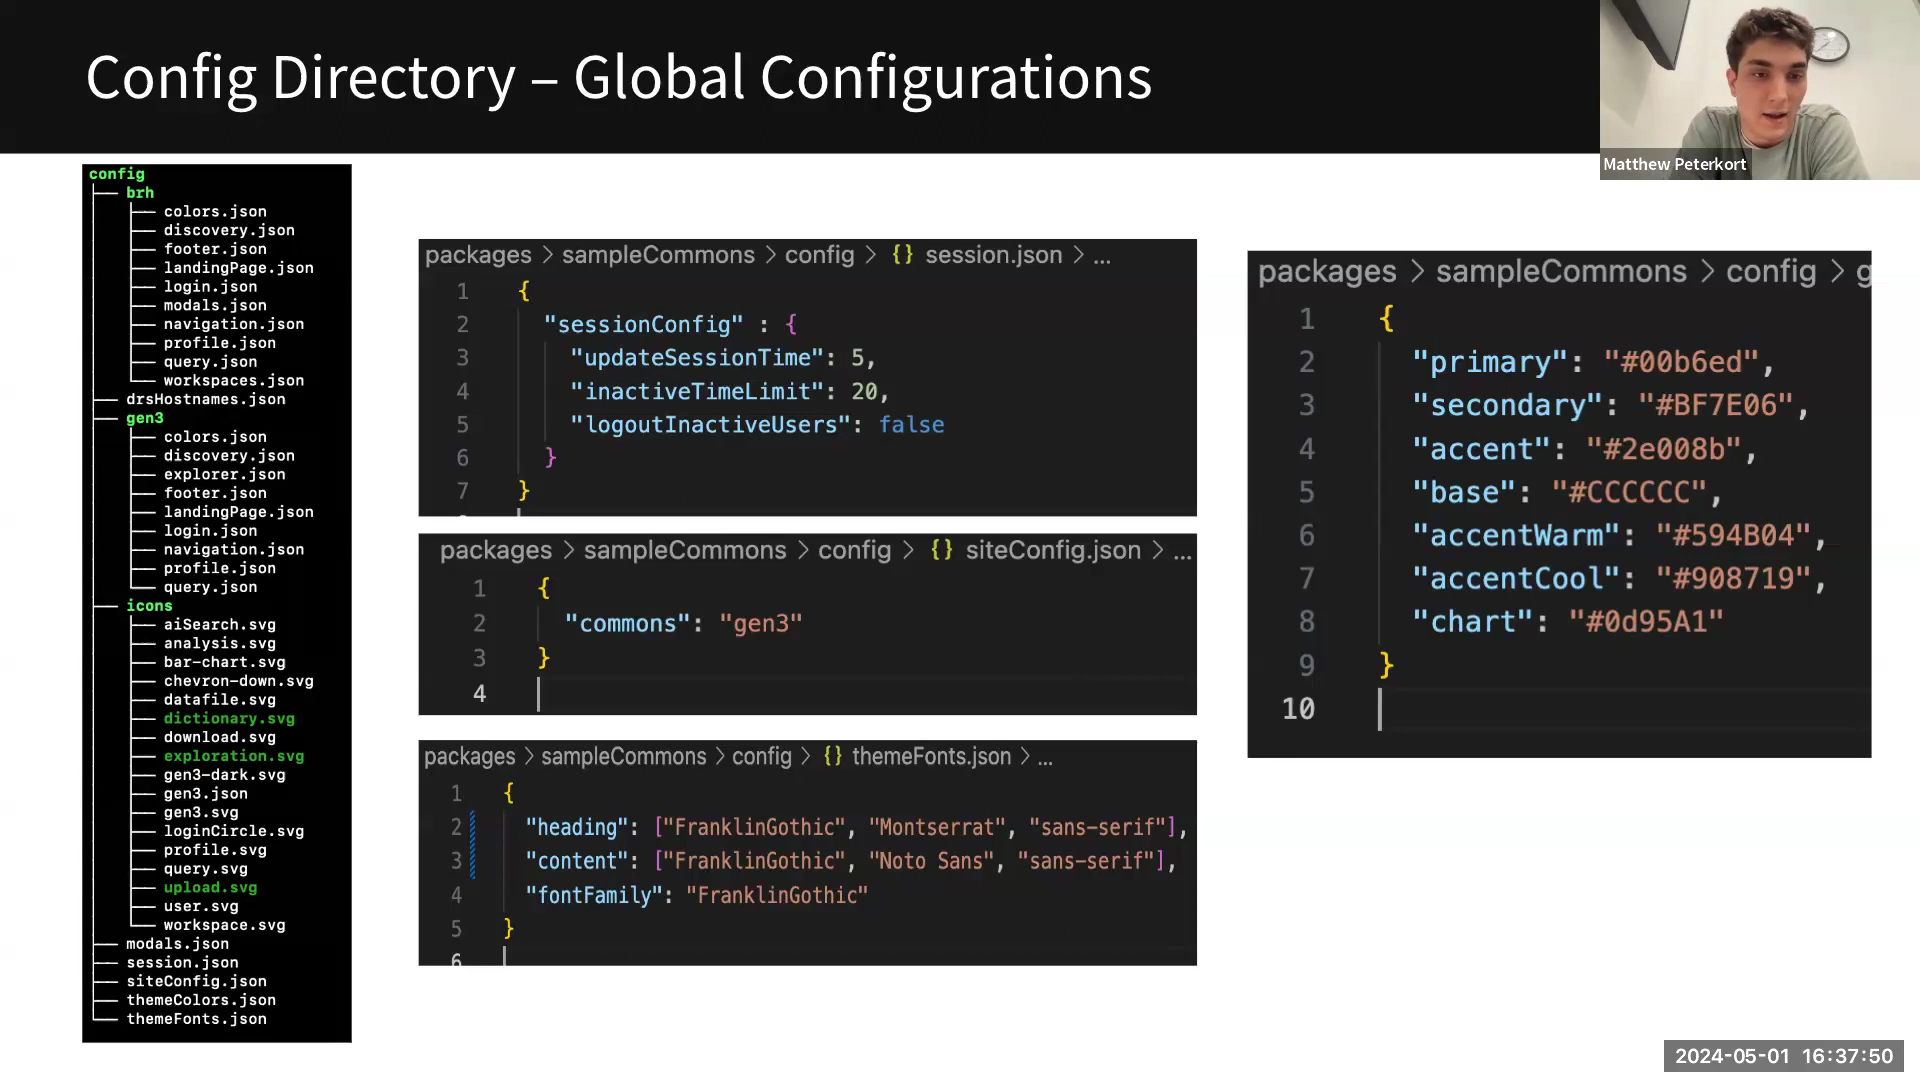 Config Directory – Global Configurations
Matthew Peterkort
config
brh
colors.json
discovery.json
footer.json
landingPage.json
login.json
modals.json
navigation.json
profile.json
query.json
workspaces.json
drsHostnames.json
gen3
colors.json
discovery.json
explorer.json
footer.json
landingPage.json
login.json
navigation.json
profile.json
query.json
icons
aiSearch.svg
analysis.svg
bar-chart.svg
chevron-down.svg
datafile.svg
dictionary.svg
download.svg
exploration.svg
gen3-dark.svg
gen3.json
gen3.svg
loginCircle.svg
profile.svg
query.svg
upload.svg
user.svg
workspace.svg
modals.json
session.json
siteConfig.json
themeColors.json
themeFonts.json
packages > sampleCommons > config > {} session.json > ...
1 {
2 "sessionConfig" : {
3 "updateSessionTime": 5,
4 "inactiveTimeLimit": 20,
5 "logoutInactiveUsers": false
6 }
7 }
packages > sampleCommons > config > {} siteConfig.json > ...
1 {
2 "commons": "gen3"
3 }
4
packages > sampleCommons > config > {} themeFonts.json > ...
1 {
2 "heading": ["FranklinGothic", "Montserrat", "sans-serif"],
3 "content": ["FranklinGothic", "Noto Sans", "sans-serif"],
4 "fontFamily": "FranklinGothic"
5 }
6
packages > sampleCommons > config > g
1 {
2 "primary": "#00b6ed",
3 "secondary": "#BF7E06",
4 "accent": "#2e008b",
5 "base": "#CCCCCC",
6 "accentWarm": "#594B04",
7 "accentCool": "#908719",
8 "chart": "#0d95A1"
9 }
10
2024-05-01 16:37:50